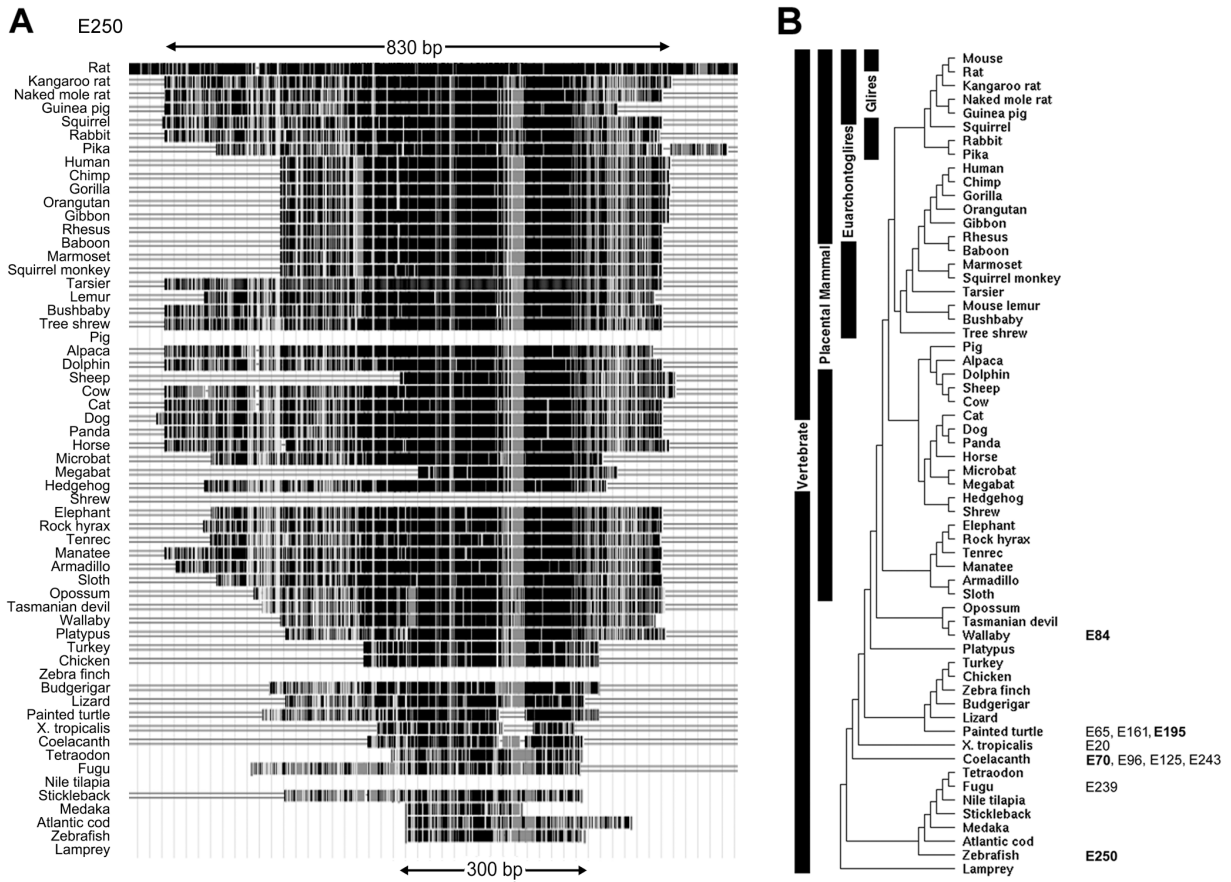 A
E250
830 bp
Rat
Kangaroo rat
Naked mole rat
Guinea pig
Squirrel
Rabbit
Pika
Human
Chimp
Gorilla
Orangutan
Gibbon
Rhesus
Baboon
Marmoset
Squirrel monkey
Tarsier
Lemur
Bushbaby
Tree shrew
Pig
Alpaca
Dolphin
Sheep
Cow
Cat
Dog
Panda
Horse
Microbat
Megabat
Hedgehog
Shrew
Elephant
Rock hyrax
Tenrec
Manatee
Armadillo
Sloth
Opossum
Tasmanian devil
Wallaby
Platypus
Turkey
Chicken
Zebra finch
Budgerigar
Lizard
Painted turtle
X. tropicalis
Coelacanth
Tetraodon
Fugu
Nile tilapia
Stickleback
Medaka
Atlantic cod
Zebrafish
Lamprey
300 bp
B
Vertebrate
Placental Mammal
Euarchontoglires
Glires
Mouse
Rat
Kangaroo rat
Naked mole rat
Guinea pig
Squirrel
Rabbit
Pika
Human
Chimp
Gorilla
Orangutan
Gibbon
Rhesus
Baboon
Marmoset
Squirrel monkey
Tarsier
Mouse lemur
Bushbaby
Tree shrew
Pig
Alpaca
Dolphin
Sheep
Cow
Cat
Dog
Panda
Horse
Microbat
Megabat
Hedgehog
Shrew
Elephant
Rock hyrax
Tenrec
Manatee
Armadillo
Sloth
Opossum
Tasmanian devil
Wallaby E84
Platypus
Turkey
Chicken
Zebra finch
Budgerigar
Lizard
Painted turtle E65, E161, E195
X. tropicalis E20
Coelacanth E70, E96, E125, E243
Tetraodon
Fugu E239
Nile tilapia
Stickleback
Medaka
Atlantic cod
Zebrafish E250
Lamprey